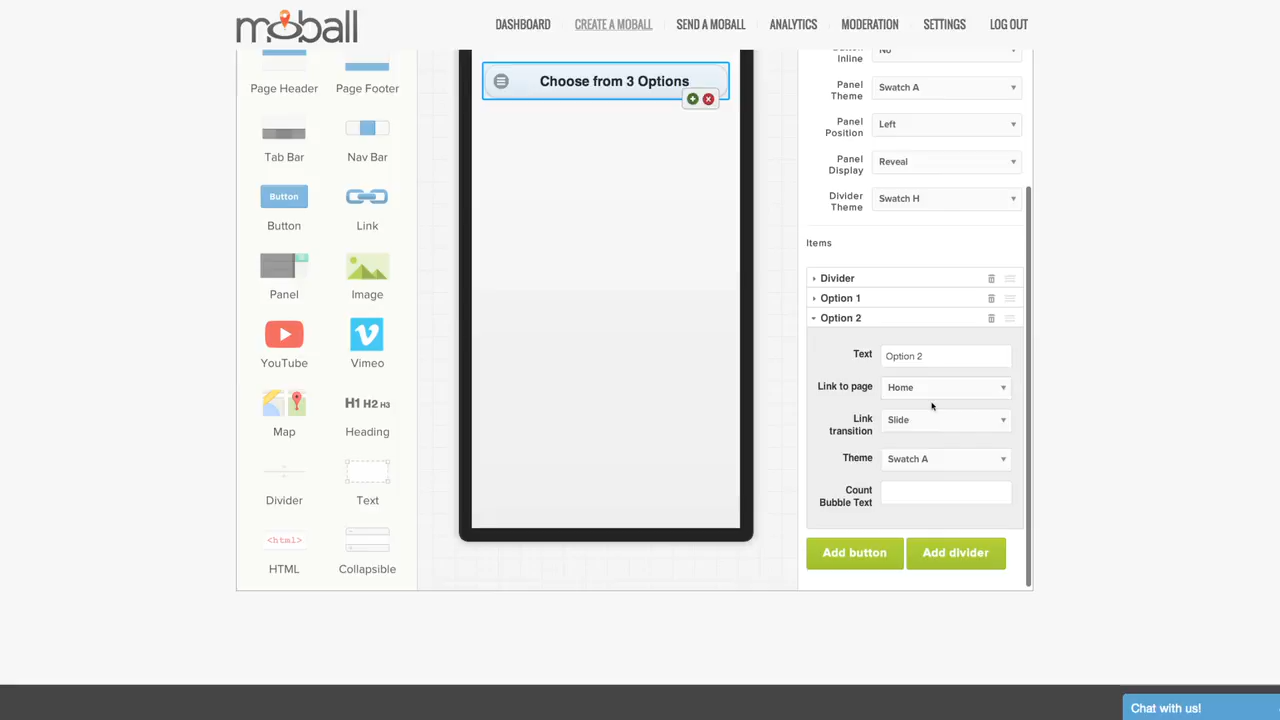 moball
DASHBOARD CREATE A MOBALL SEND A MOBALL ANALYTICS MODERATION SETTINGS LOG OUT
Page Header Page Footer
Tab Bar Nav Bar
Button
Button Link
Panel Image
YouTube Vimeo
H1 H2 H3
Map Heading
Divider Text
<html>
HTML Collapsible
Choose from 3 Options
Inline No
Panel Theme Swatch A
Panel Position Left
Panel Display Reveal
Divider Theme Swatch H
Items
Divider
Option 1
Option 2
Text Option 2
Link to page Home
Link transition Slide
Theme Swatch A
Count Bubble Text
Add button Add divider
Chat with us!